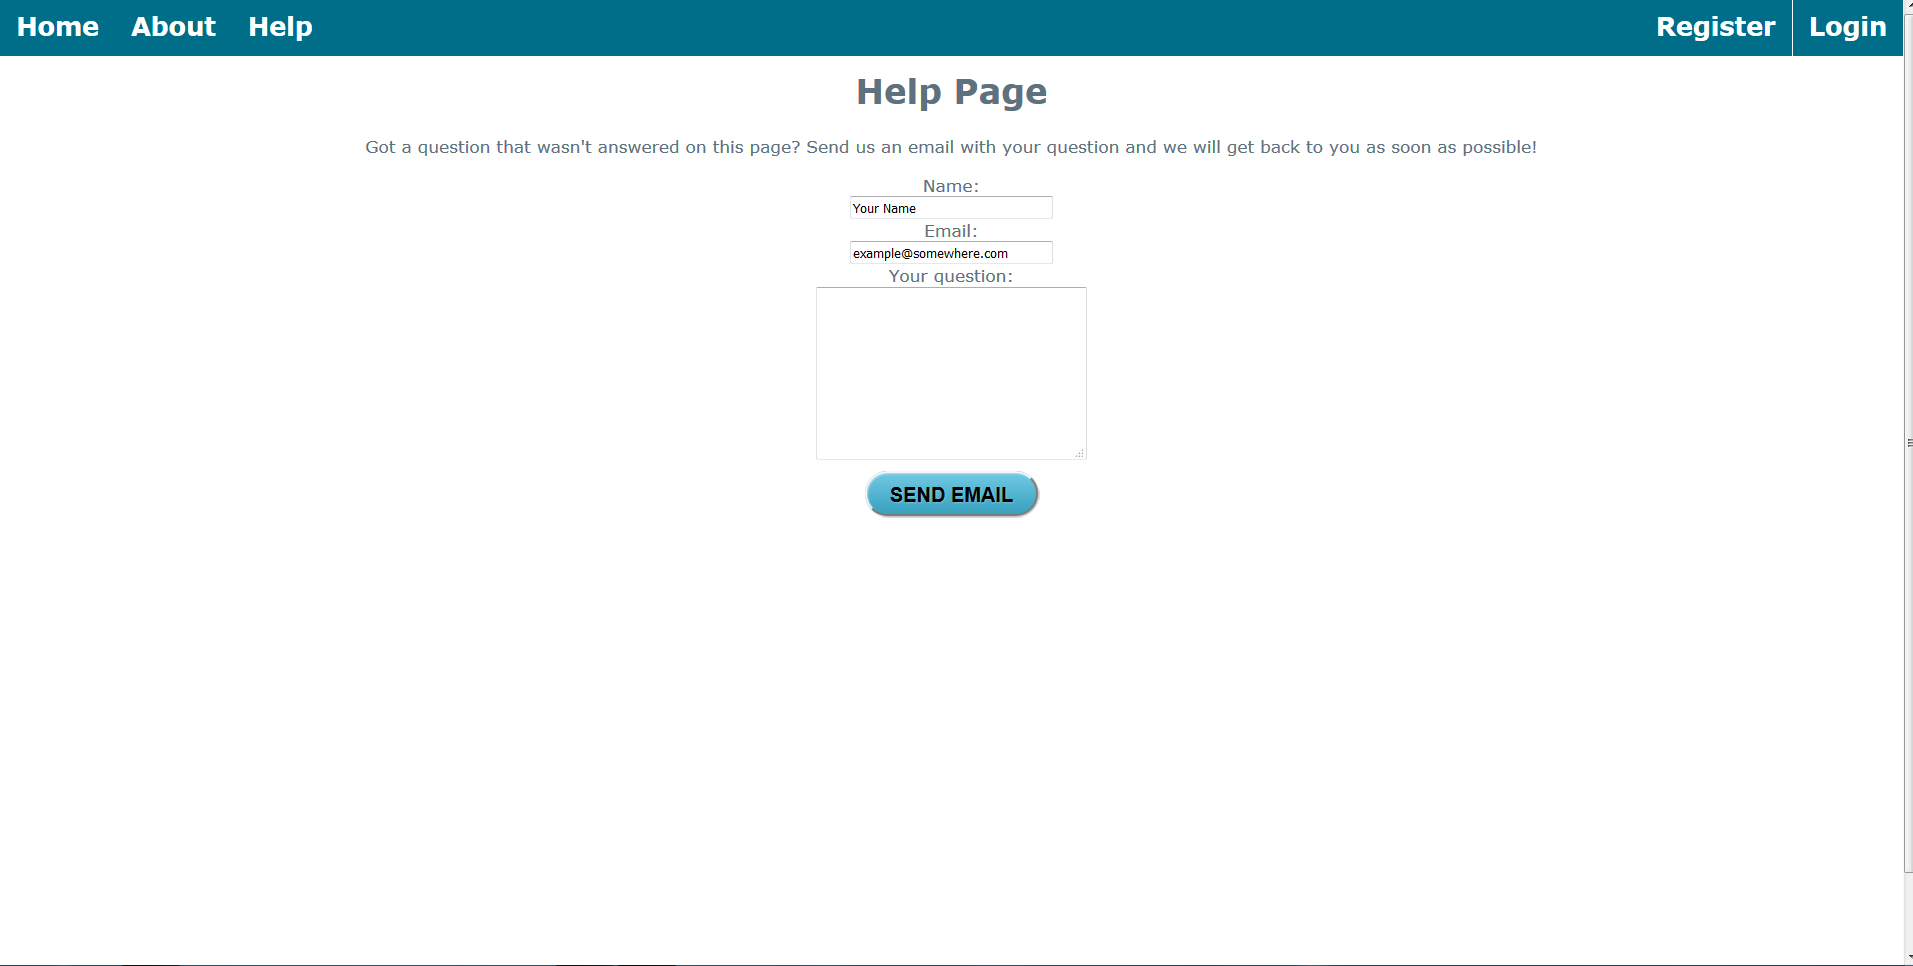 Home About Help Register Login
Help Page
Got a question that wasn't answered on this page? Send us an email with your question and we will get back to you as soon as possible!
Name:
Your Name
Email:
example@somewhere.com
Your question:
SEND EMAIL